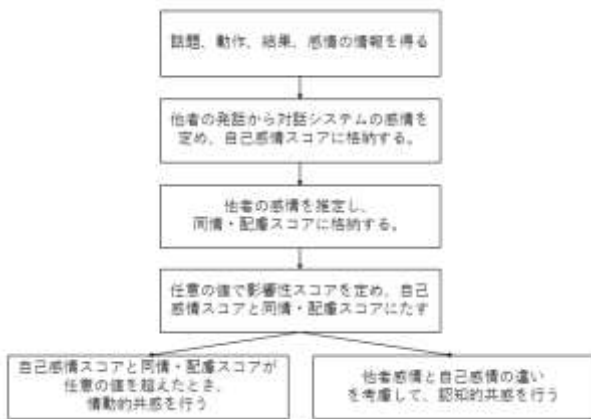 話題、動作、結果、感情の情報を得る
他者の発話から対話システムの感情を
定め、自己感情スコアに格納する。
他者の感情を推定し、
同情・配慮スコアに格納する。
任意の値で影響性スコアを定め、自己
感情スコアと同情・配慮スコアにたす
自己感情スコアと同情・配慮スコアが
任意の値を超えたとき、
情動的共感を行う
他者感情と自己感情の違い
を考慮して、認知的共感を行う